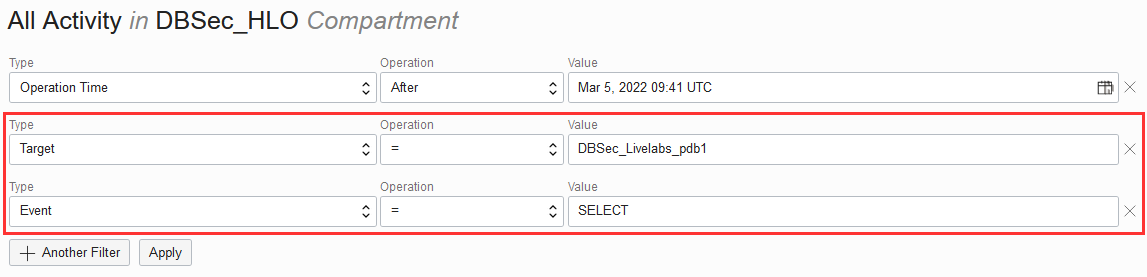 All Activity in DBSec_HLO Compartment
Type Operation Value
Operation Time After Mar 5, 2022 09:41 UTC
Type Operation Value
Target = DBSec_Livelabs_pdb1
Type Operation Value
Event = SELECT
Another Filter Apply